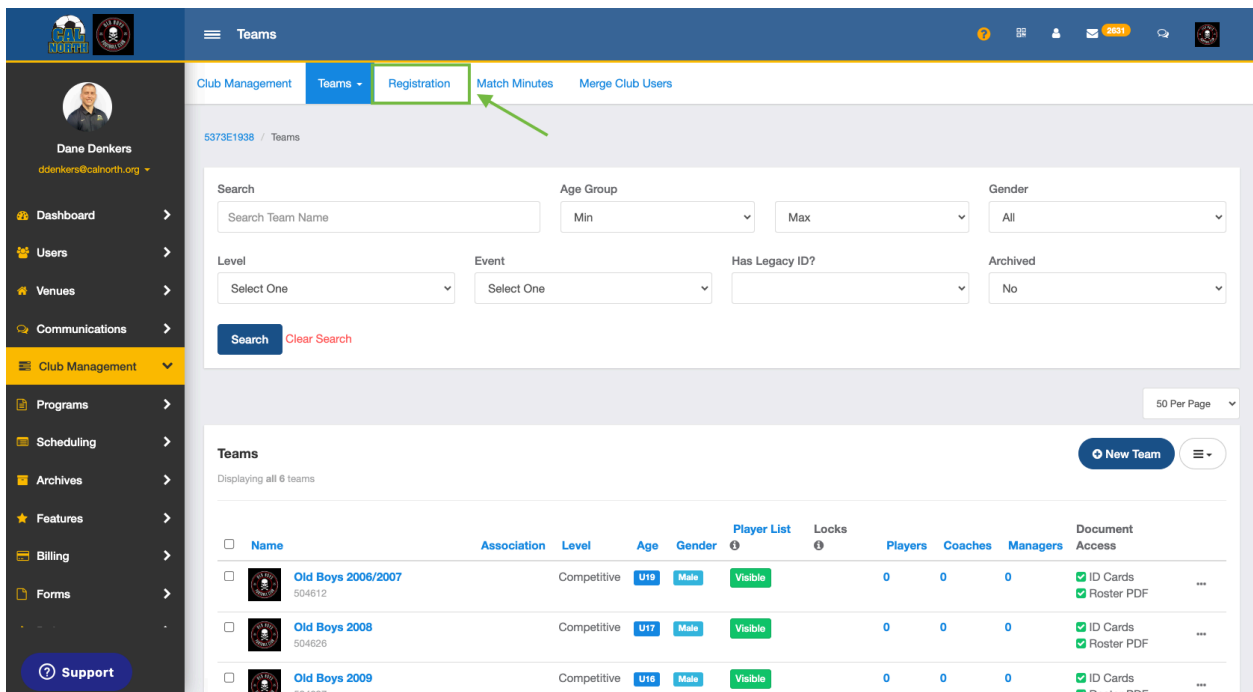 CAL NORTH
Teams
2631
Club Management
Teams
Registration
Match Minutes
Merge Club Users
Dane Denkers
ddenkers@calnorth.org
Dashboard
Users
Venues
Communications
Club Management
Programs
Scheduling
Archives
Features
Billing
Forms
Support
5373E1938 / Teams
Search
Age Group
Gender
Search Team Name
Min
Max
All
Level
Event
Has Legacy ID?
Archived
Select One
Select One
No
Search
Clear Search
50 Per Page
Teams
New Team
Displaying all 6 teams
Name
Association
Level
Age
Gender
Player List
Locks
Players
Coaches
Managers
Document Access
Old Boys 2006/2007
504612
Competitive
U19
Male
Visible
0
0
0
ID Cards
Roster PDF
Old Boys 2008
504626
Competitive
U17
Male
Visible
0
0
0
ID Cards
Roster PDF
Old Boys 2009
Competitive
U16
Male
Visible
0
0
0
ID Cards